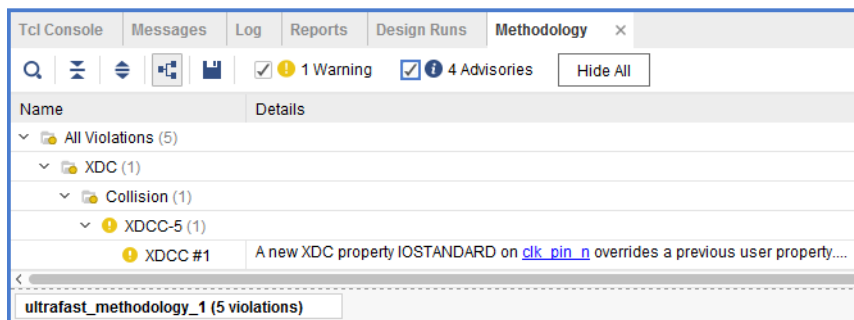 Tcl Console Messages Log Reports Design Runs Methodology
1 Warning 4 Advisories Hide All
Name Details
All Violations (5)
XDC (1)
Collision (1)
XDCC-5 (1)
XDCC #1 A new XDC property IOSTANDARD on clk_pin_n overrides a previous user property....
ultrafast_methodology_1 (5 violations)